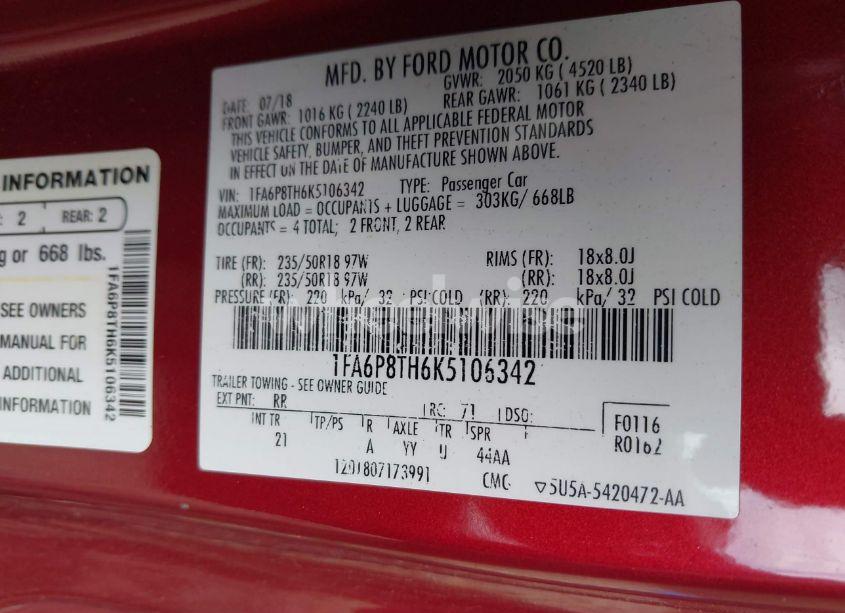 INFORMATION
: 2 REAR: 2
g or 668 lbs.
SEE OWNERS
MANUAL FOR
ADDITIONAL
INFORMATION
1FA6P8TH6K5106342
MFD. BY FORD MOTOR CO.
DATE: 07/18 GVWR: 2050 KG ( 4520 LB)
FRONT GAWR: 1016 KG ( 2240 LB) REAR GAWR: 1061 KG ( 2340 LB)
THIS VEHICLE CONFORMS TO ALL APPLICABLE FEDERAL MOTOR
VEHICLE SAFETY, BUMPER, AND THEFT PREVENTION STANDARDS
IN EFFECT ON THE DATE OF MANUFACTURE SHOWN ABOVE.
VIN: 1FA6P8TH6K5106342 TYPE: Passenger Car
MAXIMUM LOAD = OCCUPANTS + LUGGAGE = 303KG/ 668LB
OCCUPANTS = 4 TOTAL; 2 FRONT, 2 REAR
TIRE (FR): 235/50R18 97W RIMS (FR): 18x8.0J
(RR): 235/50R18 97W (RR): 18x8.0J
PRESSURE (FR): 220 kPa/ 32 PSI COLD (RR): 220 kPa/ 32 PSI COLD
wheelwise
1FA6P8TH6K5106342
TRAILER TOWING - SEE OWNER GUIDE
EXT PNT: RR RC: 71 DSO: F0116
INT TR TP/PS R AXLE TR SPR R0162
21 A YY U 44AA
CMC 5U5A-5420472-AA